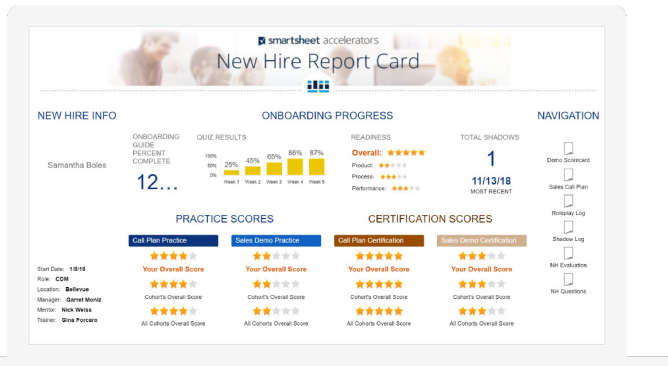 smartsheet accelerators
New Hire Report Card
NEW HIRE INFO
ONBOARDING PROGRESS
NAVIGATION
Samantha Boles
ONBOARDING
GUIDE
PERCENT
COMPLETE
12...
QUIZ RESULTS
100%
50%
0%
25%
45%
65%
86%
87%
Week 1 Week 2 Week 3 Week 4 Week 5
READINESS
Overall:
Product:
Process:
Performance:
TOTAL SHADOWS
1
11/13/18
MOST RECENT
Demo Scorecard
Sales Call Plan
Roleplay Log
Shadow Log
NH Evaluation
NH Questions
PRACTICE SCORES
CERTIFICATION SCORES
Call Plan Practice
Sales Demo Practice
Call Plan Certification
Sales Demo Certification
Your Overall Score
Your Overall Score
Your Overall Score
Your Overall Score
Cohort's Overall Score
Cohort's Overall Score
Cohort's Overall Score
Cohort's Overall Score
All Cohorts Overall Score
All Cohorts Overall Score
All Cohorts Overall Score
All Cohorts Overall Score
Start Date: 1/8/18
Role: CDM
Location: Bellevue
Manager: Garret Moniz
Mentor: Nick Weiss
Trainer: Gina Porcaro